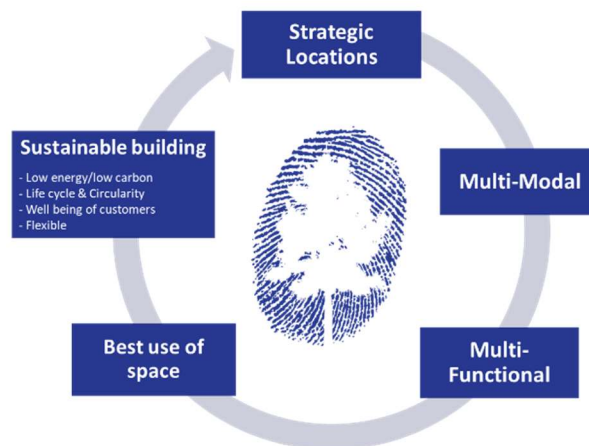 Strategic
Locations
Multi-Modal
Multi-
Functional
Best use of
space
Sustainable building
- Low energy/low carbon
- Life cycle & Circularity
- Well being of customers
- Flexible